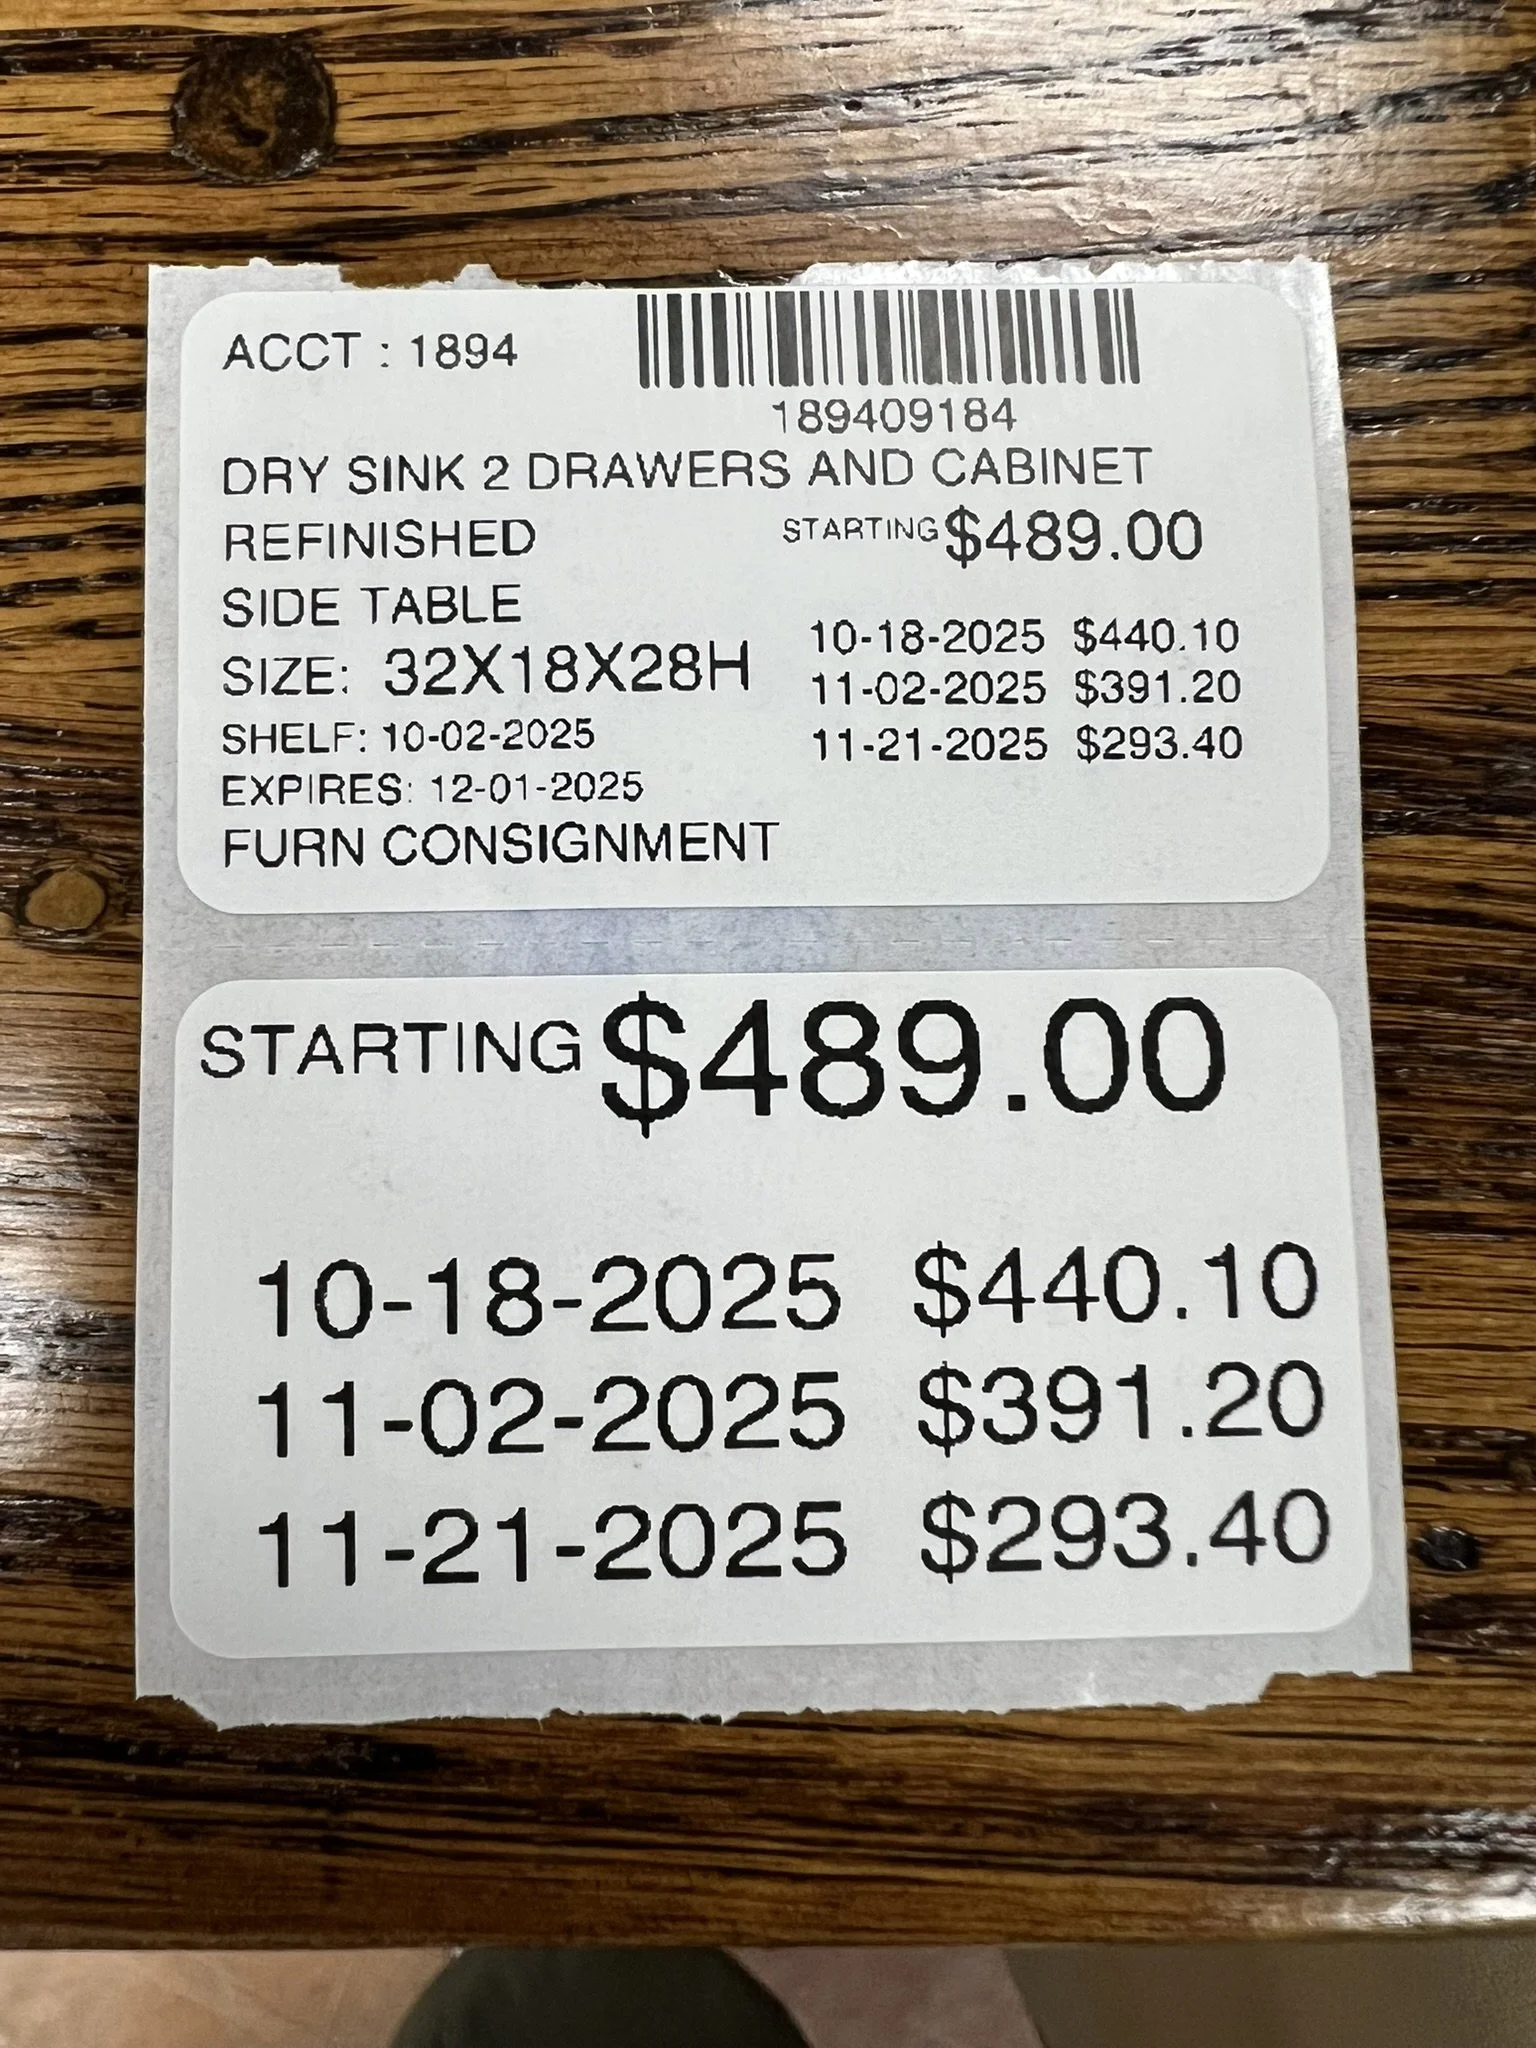 ACCT : 1894
189409184
DRY SINK 2 DRAWERS AND CABINET
REFINISHED
STARTING $489.00
SIDE TABLE
SIZE: 32X18X28H
SHELF: 10-02-2025
EXPIRES: 12-01-2025
FURN CONSIGNMENT
10-18-2025 $440.10
11-02-2025 $391.20
11-21-2025 $293.40
STARTING $489.00
10-18-2025 $440.10
11-02-2025 $391.20
11-21-2025 $293.40